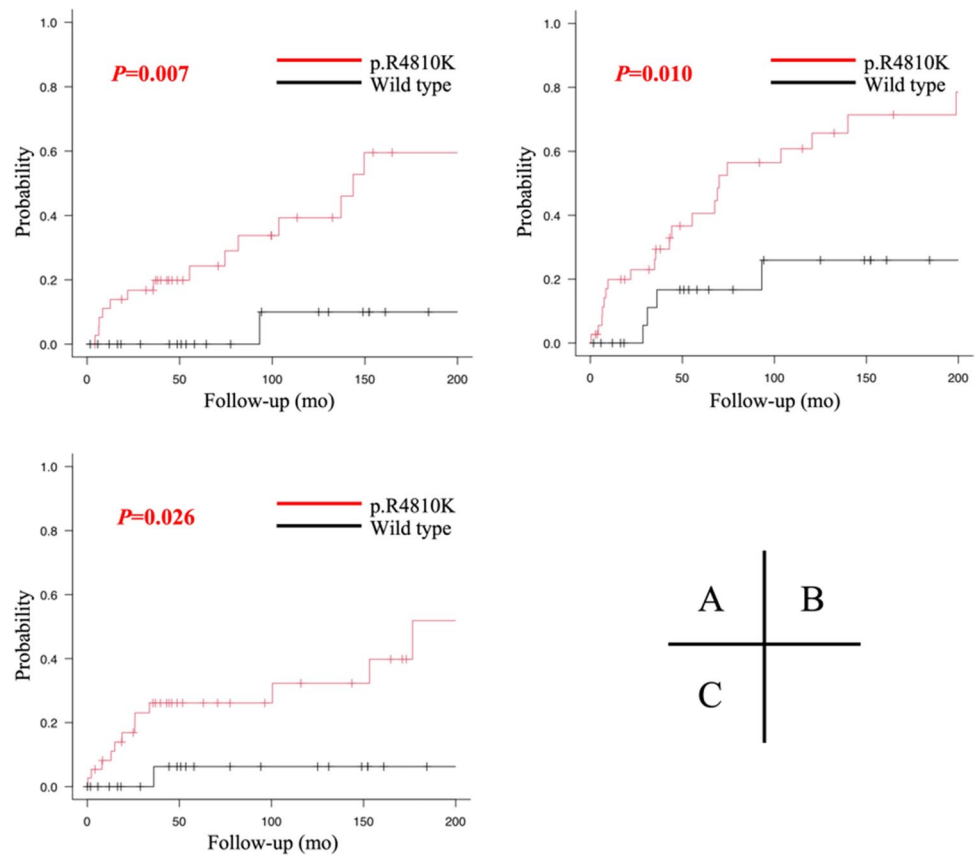 1.0
0.8
0.6
0.4
0.2
0.0
Probability
P=0.007
p.R4810K
Wild type
0 50 100 150 200
Follow-up (mo)
1.0
0.8
0.6
0.4
0.2
0.0
Probability
P=0.010
p.R4810K
Wild type
0 50 100 150 200
Follow-up (mo)
1.0
0.8
0.6
0.4
0.2
0.0
Probability
P=0.026
p.R4810K
Wild type
0 50 100 150 200
Follow-up (mo)
A B
C